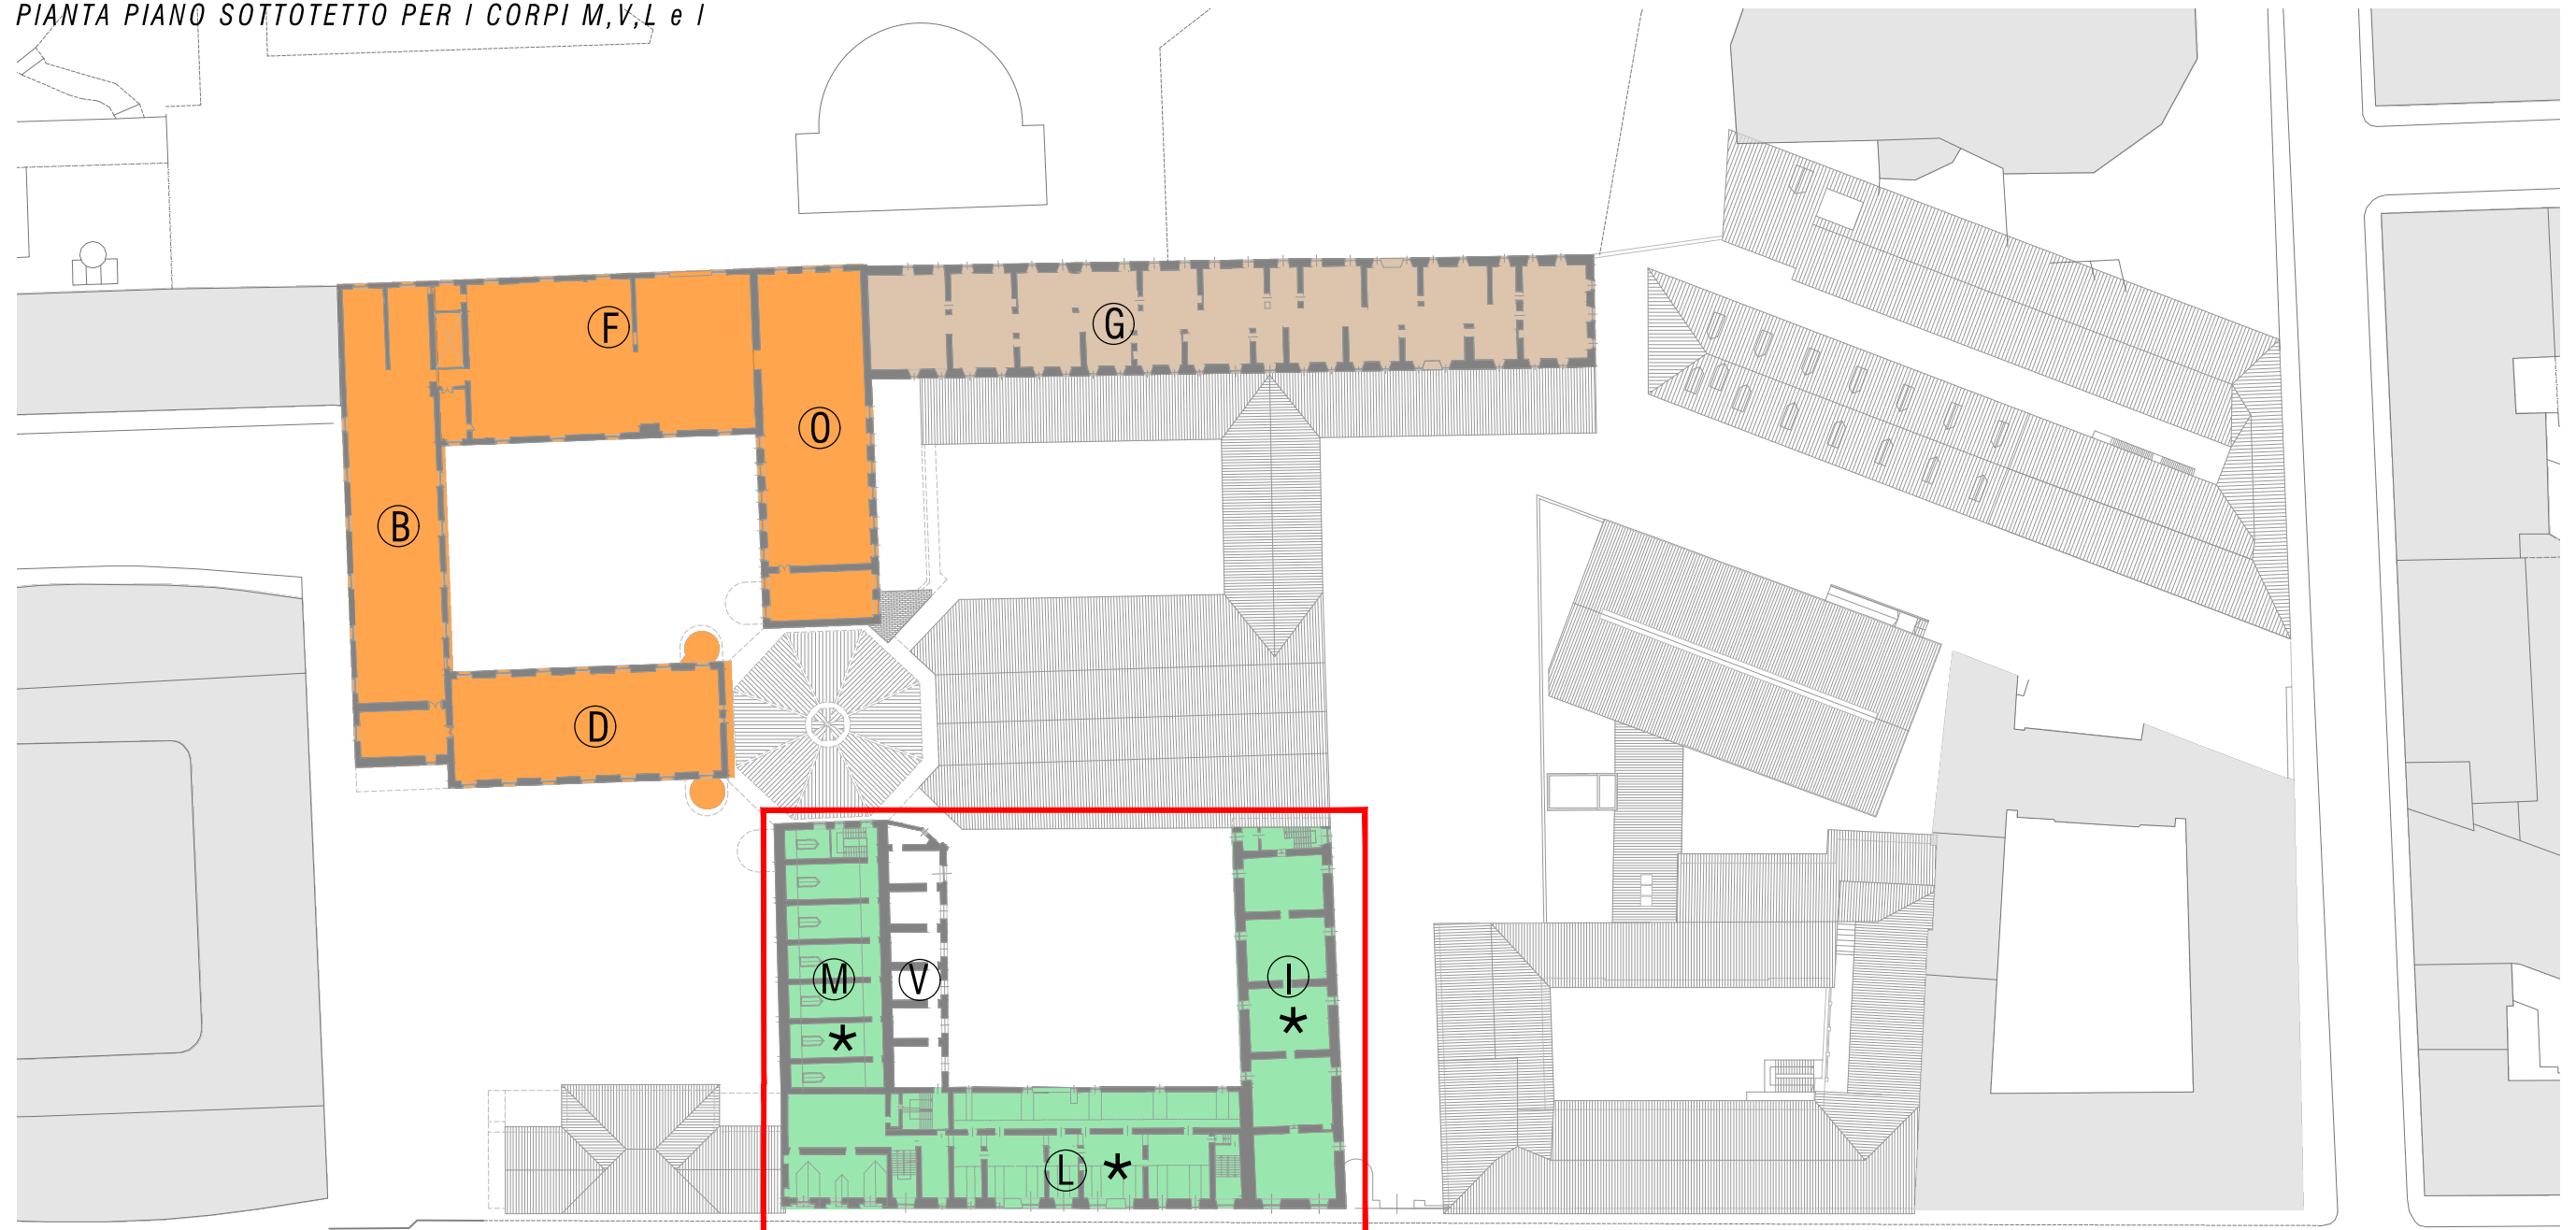 PIANTA PIANO SOTTOTETTO PER I CORPI M,V,L e I
F
G
O
B
D
M
V
I
*
*
L *